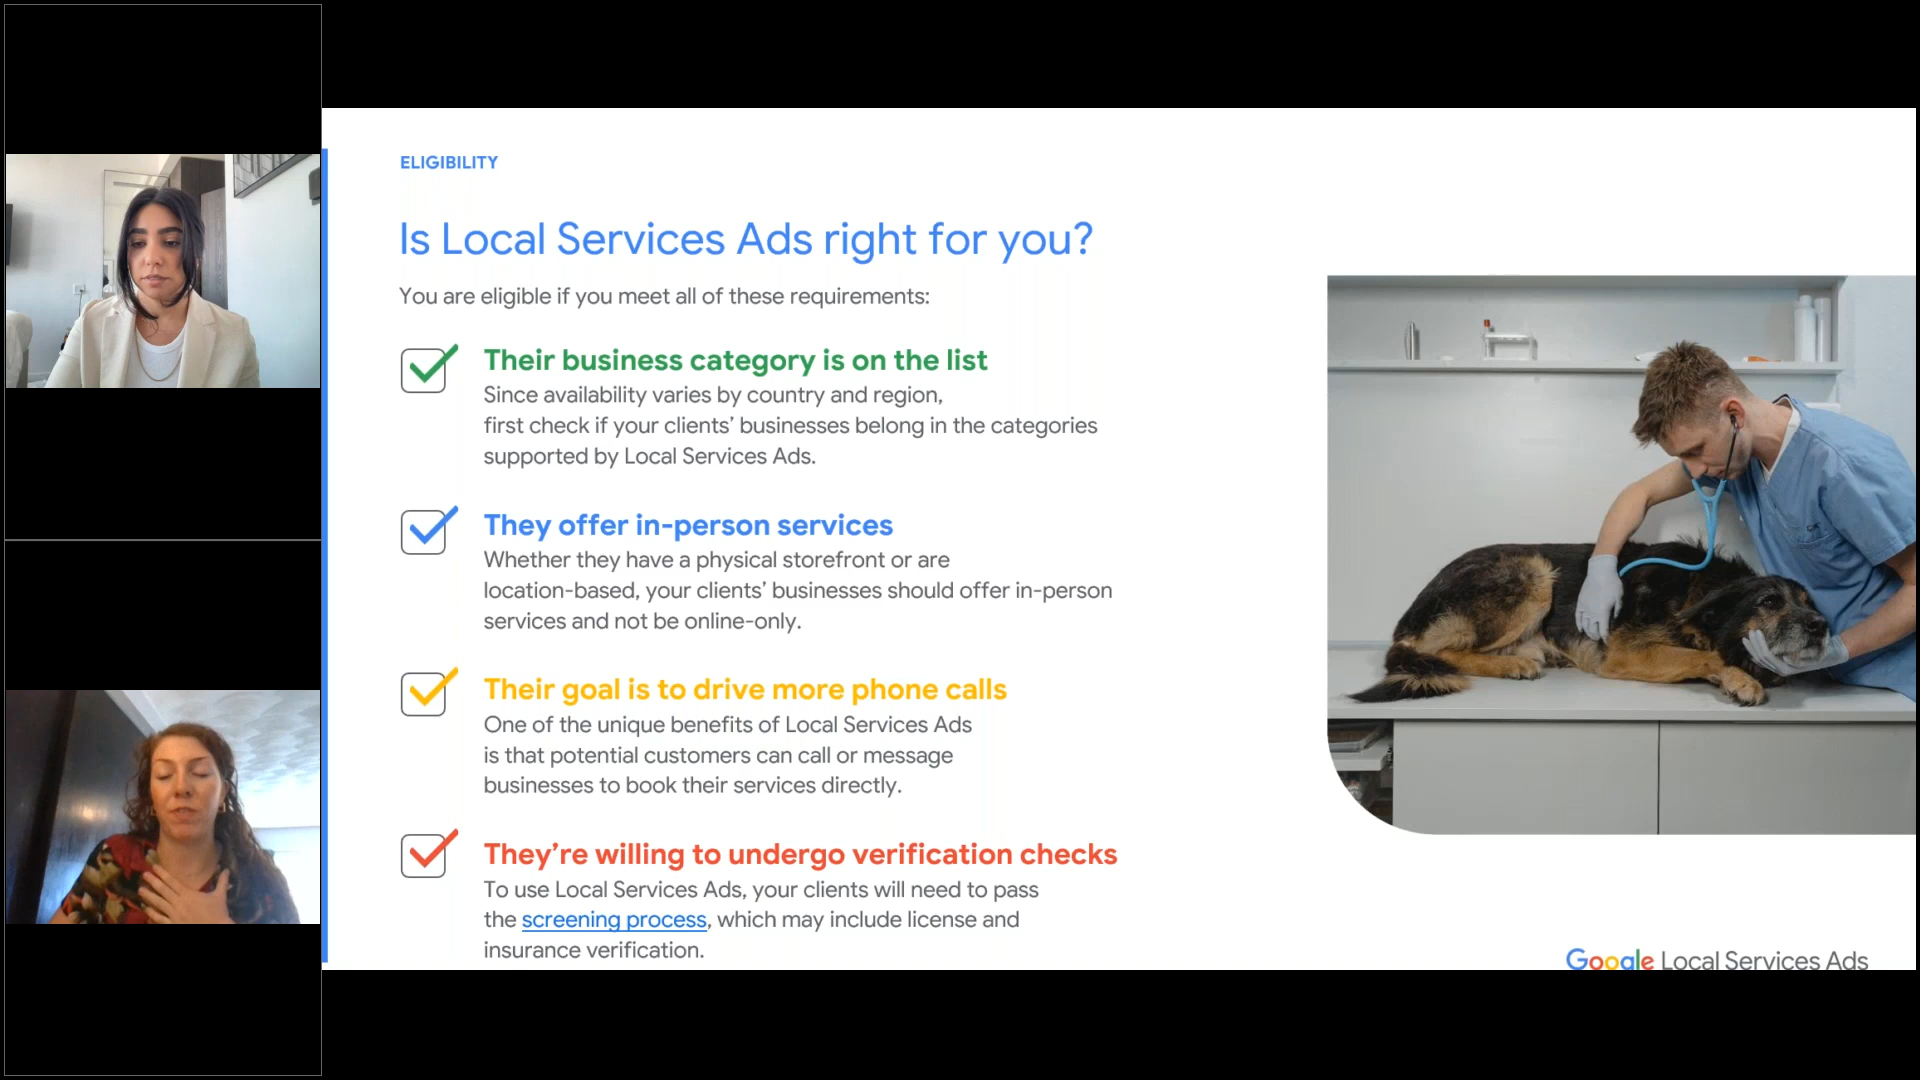 ELIGIBILITY
Is Local Services Ads right for you?
You are eligible if you meet all of these requirements:
Their business category is on the list
Since availability varies by country and region,
first check if your clients’ businesses belong in the categories
supported by Local Services Ads.
They offer in-person services
Whether they have a physical storefront or are
location-based, your clients’ businesses should offer in-person
services and not be online-only.
Their goal is to drive more phone calls
One of the unique benefits of Local Services Ads
is that potential customers can call or message
businesses to book their services directly.
They’re willing to undergo verification checks
To use Local Services Ads, your clients will need to pass
the screening process, which may include license and
insurance verification.
Google Local Services Ads